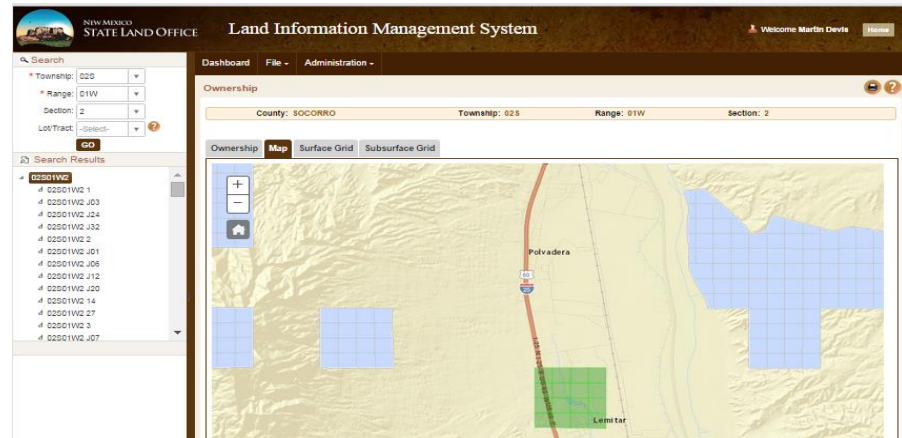 NEW MEXICO
STATE LAND OFFICE
Land Information Management System
Welcome Martin Devis
Home
Search
* Township: 02S
* Range: 01W
Section: 2
Lot/Tract: -Select-
GO
Search Results
02S01W2
02S01W2 1
02S01W2 J03
02S01W2 J24
02S01W2 J32
02S01W2 2
02S01W2 J01
02S01W2 J06
02S01W2 J12
02S01W2 J20
02S01W2 14
02S01W2 27
02S01W2 3
02S01W2 J07
Dashboard File Administration
Ownership
County: SOCORRO Township: 02S Range: 01W Section: 2
Ownership Map Surface Grid Subsurface Grid
+
−
Polvadera
60
25
Lemitar